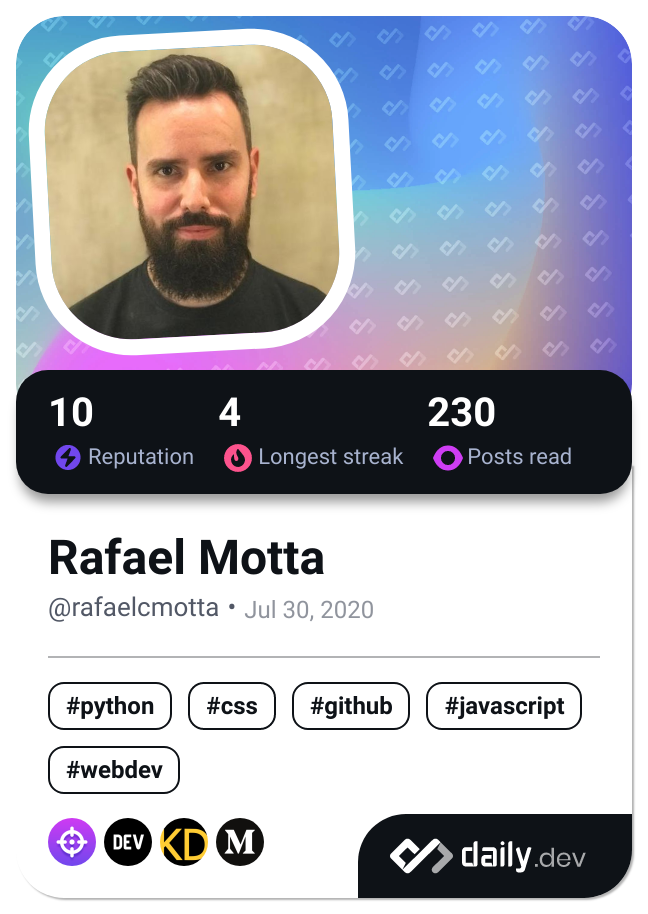 10 4 230
Reputation Longest streak Posts read
Rafael Motta
@rafaelcmotta • Jul 30, 2020
#python #css #github #javascript
#webdev
DEV KD M
daily.dev